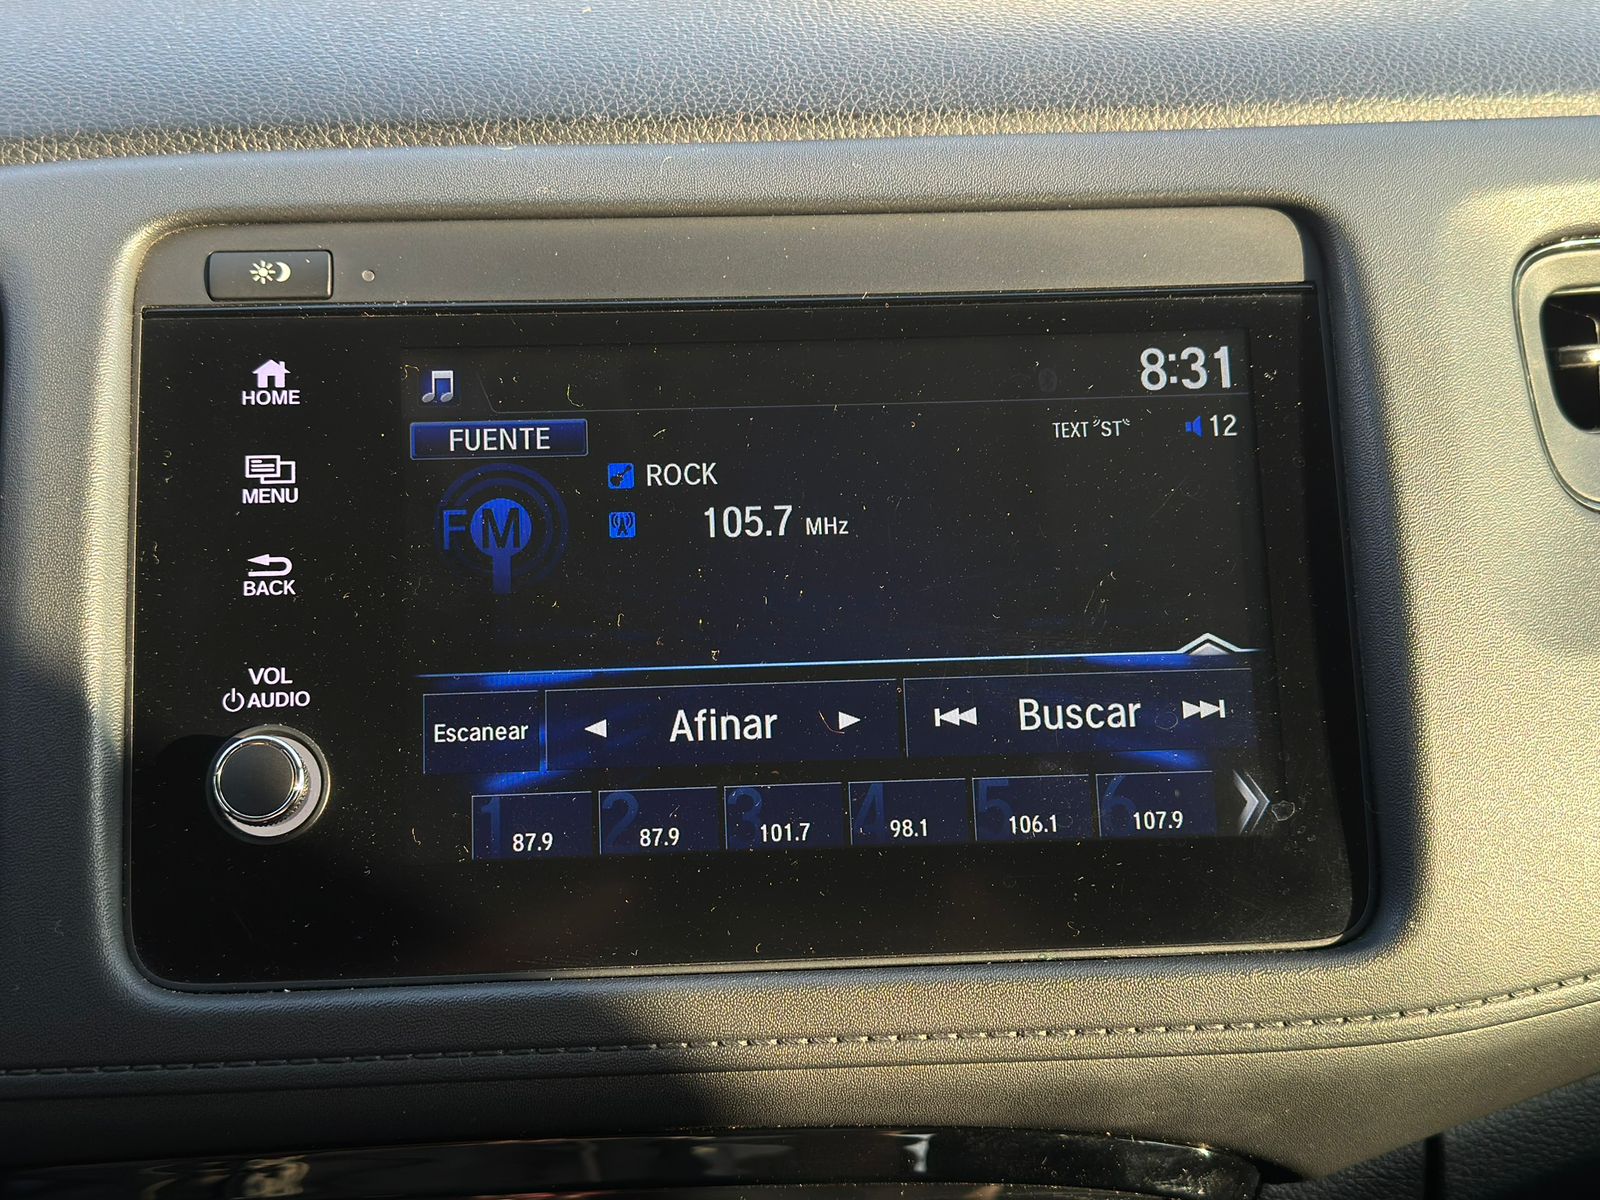 HOME
MENU
BACK
VOL
AUDIO
8:31
FUENTE
TEXT "ST"
12
FM
ROCK
105.7 MHz
Escanear
Afinar
Buscar
1 87.9
2 87.9
3 101.7
4 98.1
5 106.1
6 107.9